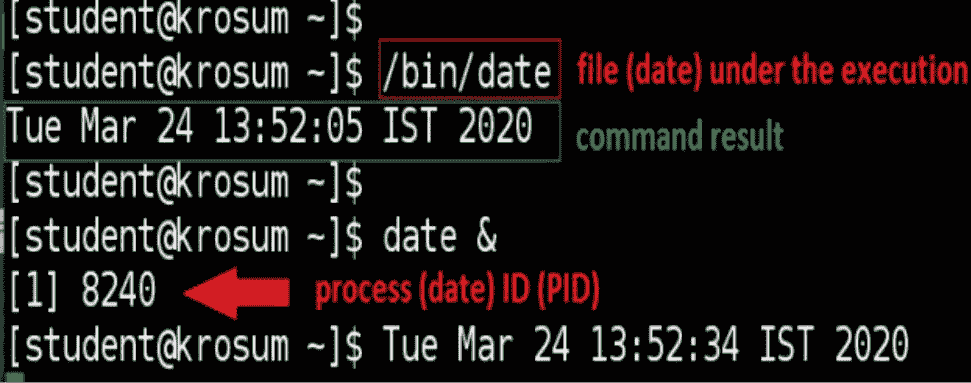 [student@krosum ~]$
[student@krosum ~]$ /bin/date file (date) under the execution
Tue Mar 24 13:52:05 IST 2020 command result
[student@krosum ~]$
[student@krosum ~]$ date &
[1] 8240 process (date) ID (PID)
[student@krosum ~]$ Tue Mar 24 13:52:34 IST 2020